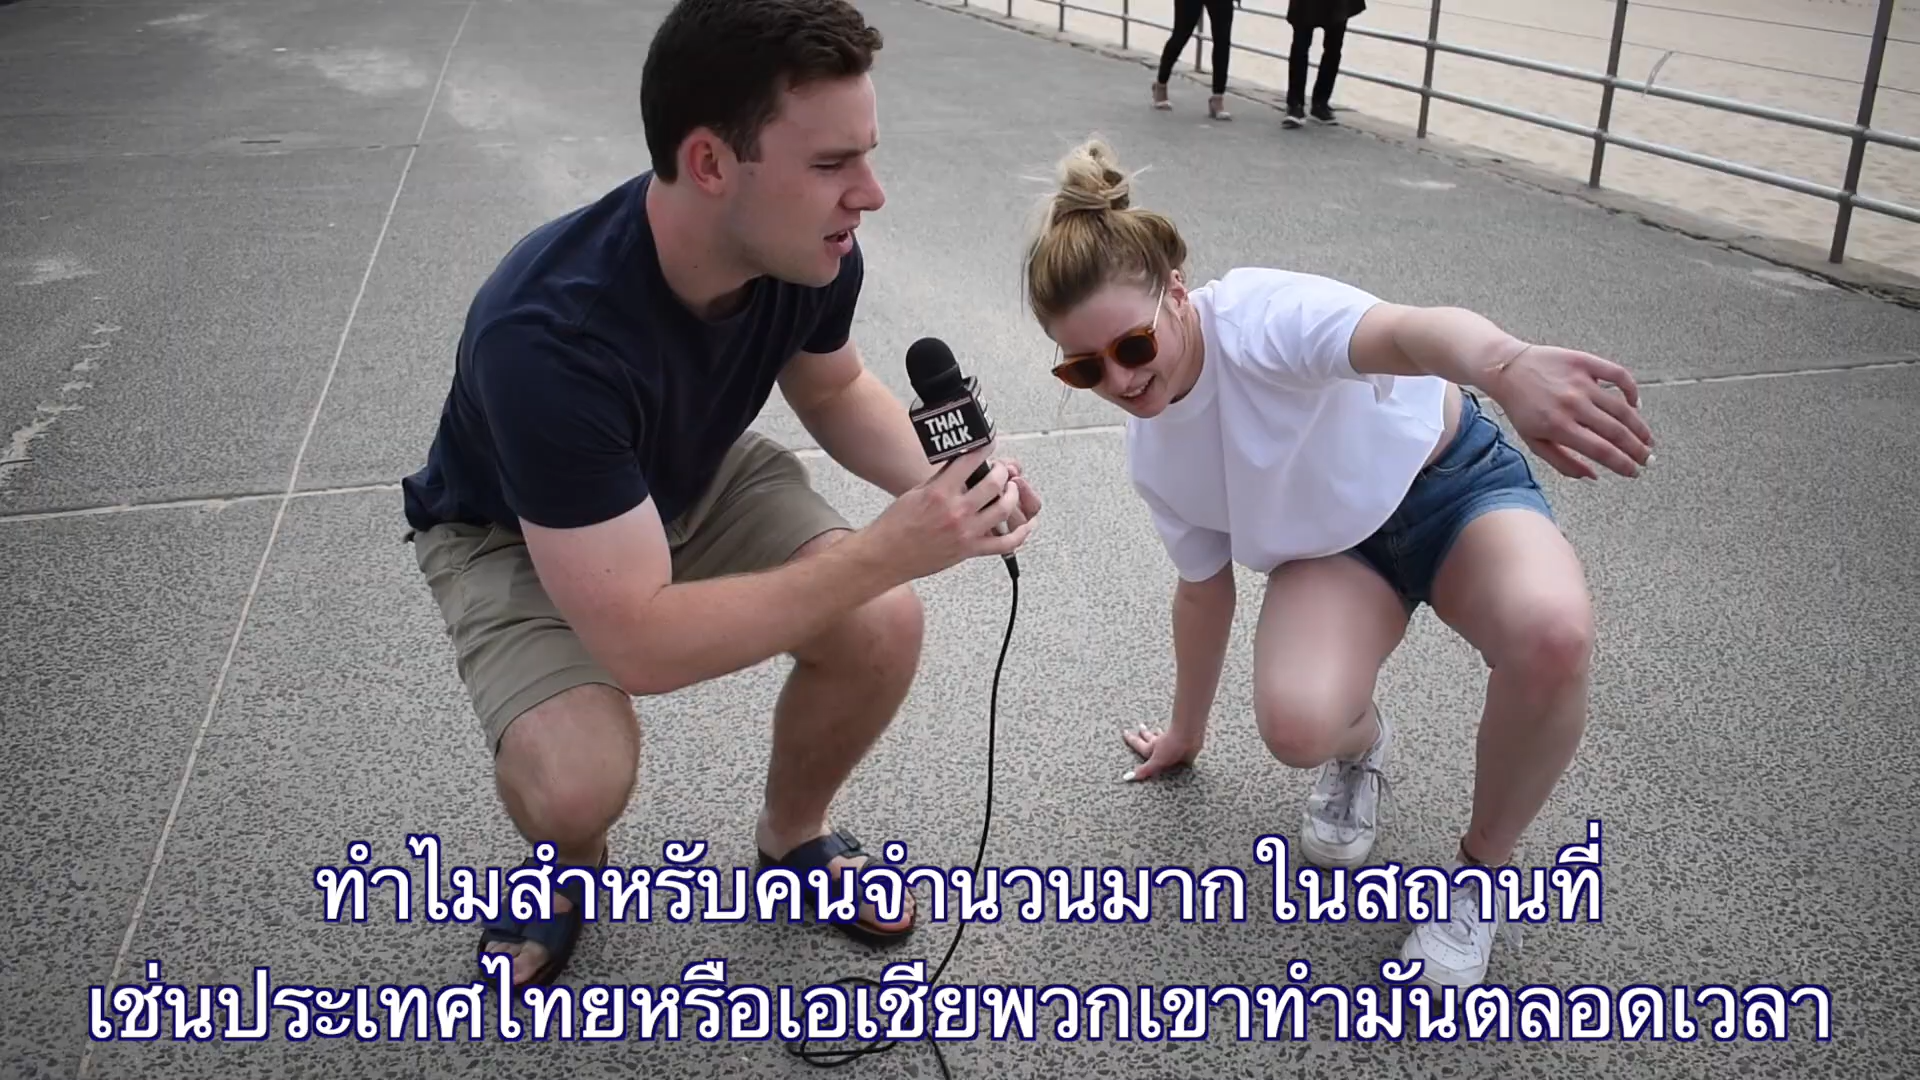 THAI
TALK
ทำไมสำหรับคนจำนวนมากในสถานที่
เช่นประเทศไทยหรือเอเชียพวกเขาทำมันตลอดเวลา